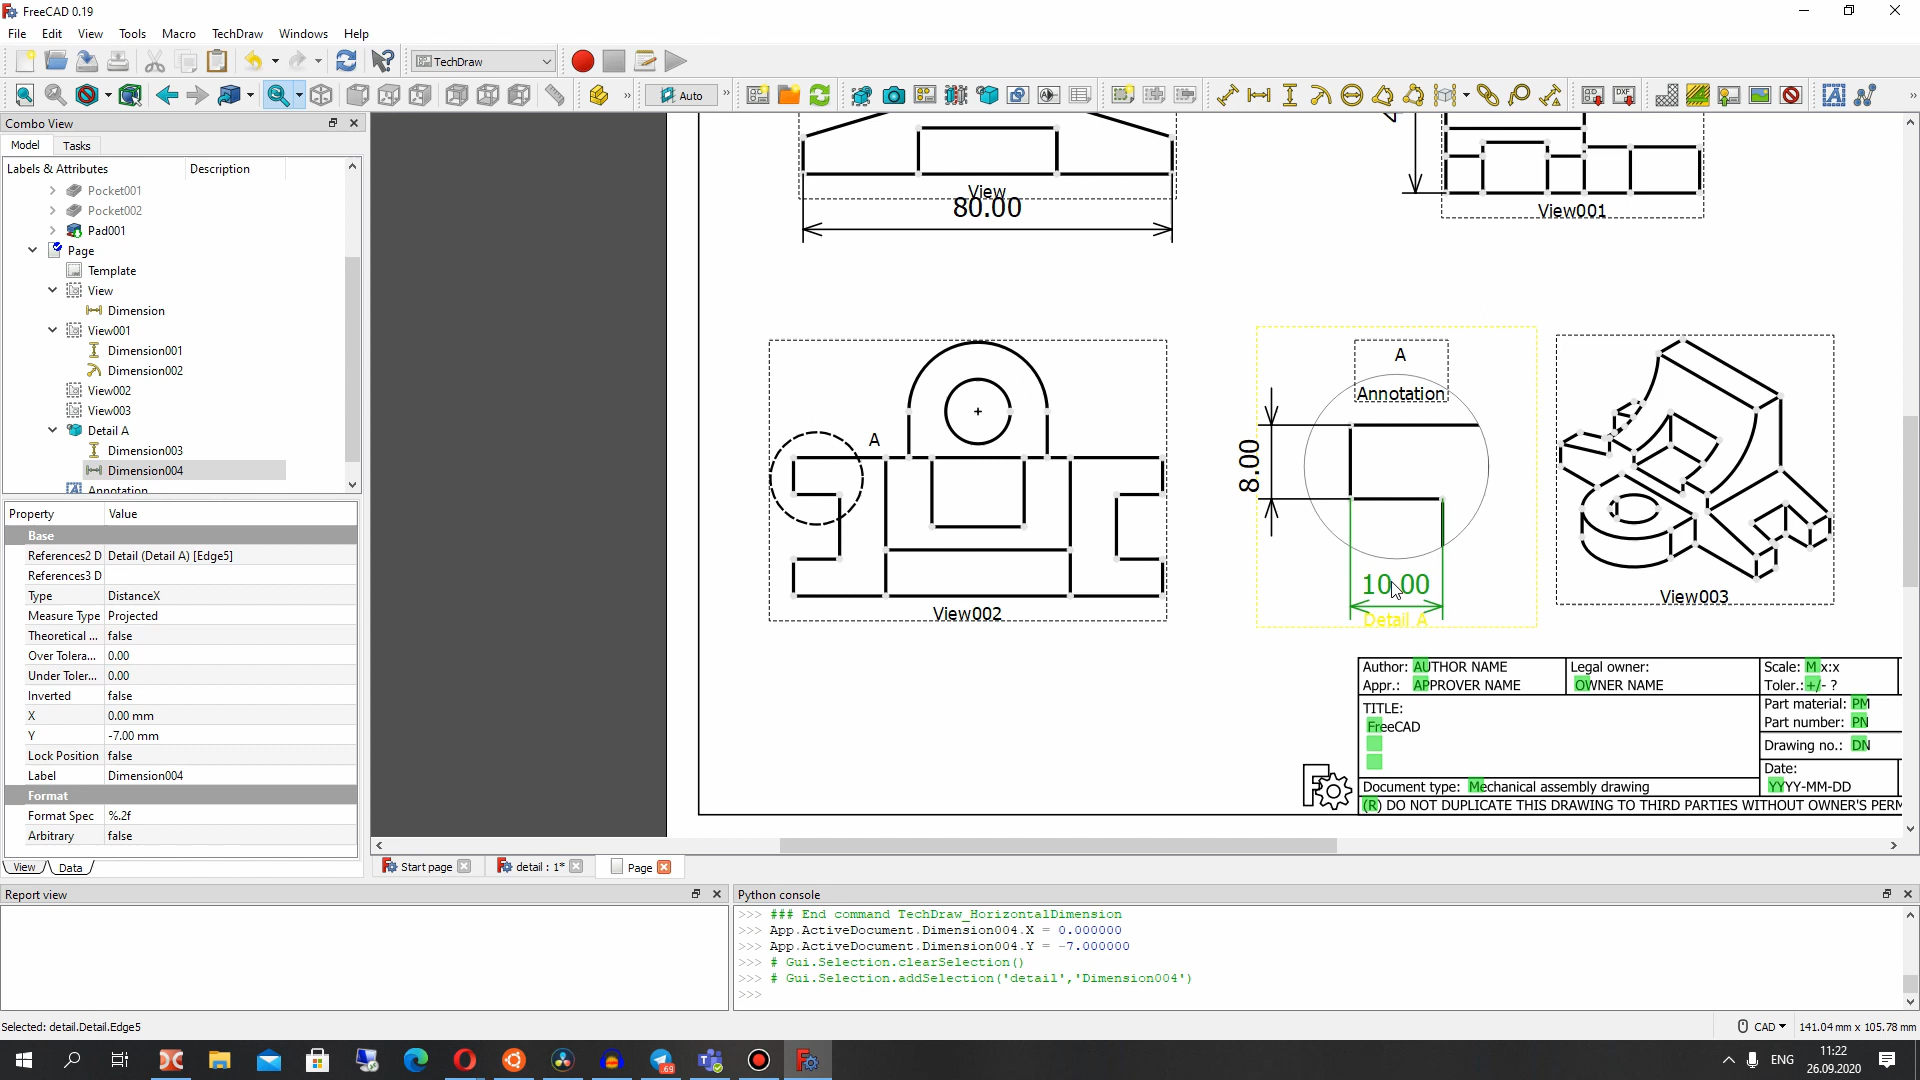 FreeCAD 0.19
File Edit View Tools Macro TechDraw Windows Help
TechDraw
Auto
DXF
Combo View
Model Tasks
Labels & Attributes Description
Pocket001
Pocket002
Pad001
Page
Template
View
Dimension
View001
Dimension001
Dimension002
View002
View003
Detail A
Dimension003
Dimension004
Annotation
Property Value
Base
References2 D Detail (Detail A) [Edge5]
References3 D
Type DistanceX
Measure Type Projected
Theoretical ... false
Over Tolera... 0.00
Under Toler... 0.00
Inverted false
X 0.00 mm
Y -7.00 mm
Lock Position false
Label Dimension004
Format
Format Spec %.2f
Arbitrary false
View Data
View
80.00
View001
A
View002
A
Annotation
8.00
10.00
Detail A
View003
Author: AUTHOR NAME
Appr.: APPROVER NAME
Legal owner:
OWNER NAME
Scale: M x:x
Toler.: +/- ?
TITLE:
FreeCAD
Part material: PM
Part number: PN
Drawing no.: DN
Date:
YYYY-MM-DD
Document type: Mechanical assembly drawing
(R) DO NOT DUPLICATE THIS DRAWING TO THIRD PARTIES WITHOUT OWNER'S PERM
Start page detail : 1* Page
Report view
Python console
>>> ### End command TechDraw_HorizontalDimension
>>> App.ActiveDocument.Dimension004.X = 0.000000
>>> App.ActiveDocument.Dimension004.Y = -7.000000
>>> # Gui.Selection.clearSelection()
>>> # Gui.Selection.addSelection('detail','Dimension004')
>>>
Selected: detail.Detail.Edge5
CAD 141.04 mm x 105.78 mm
69
ENG
11:22
26.09.2020